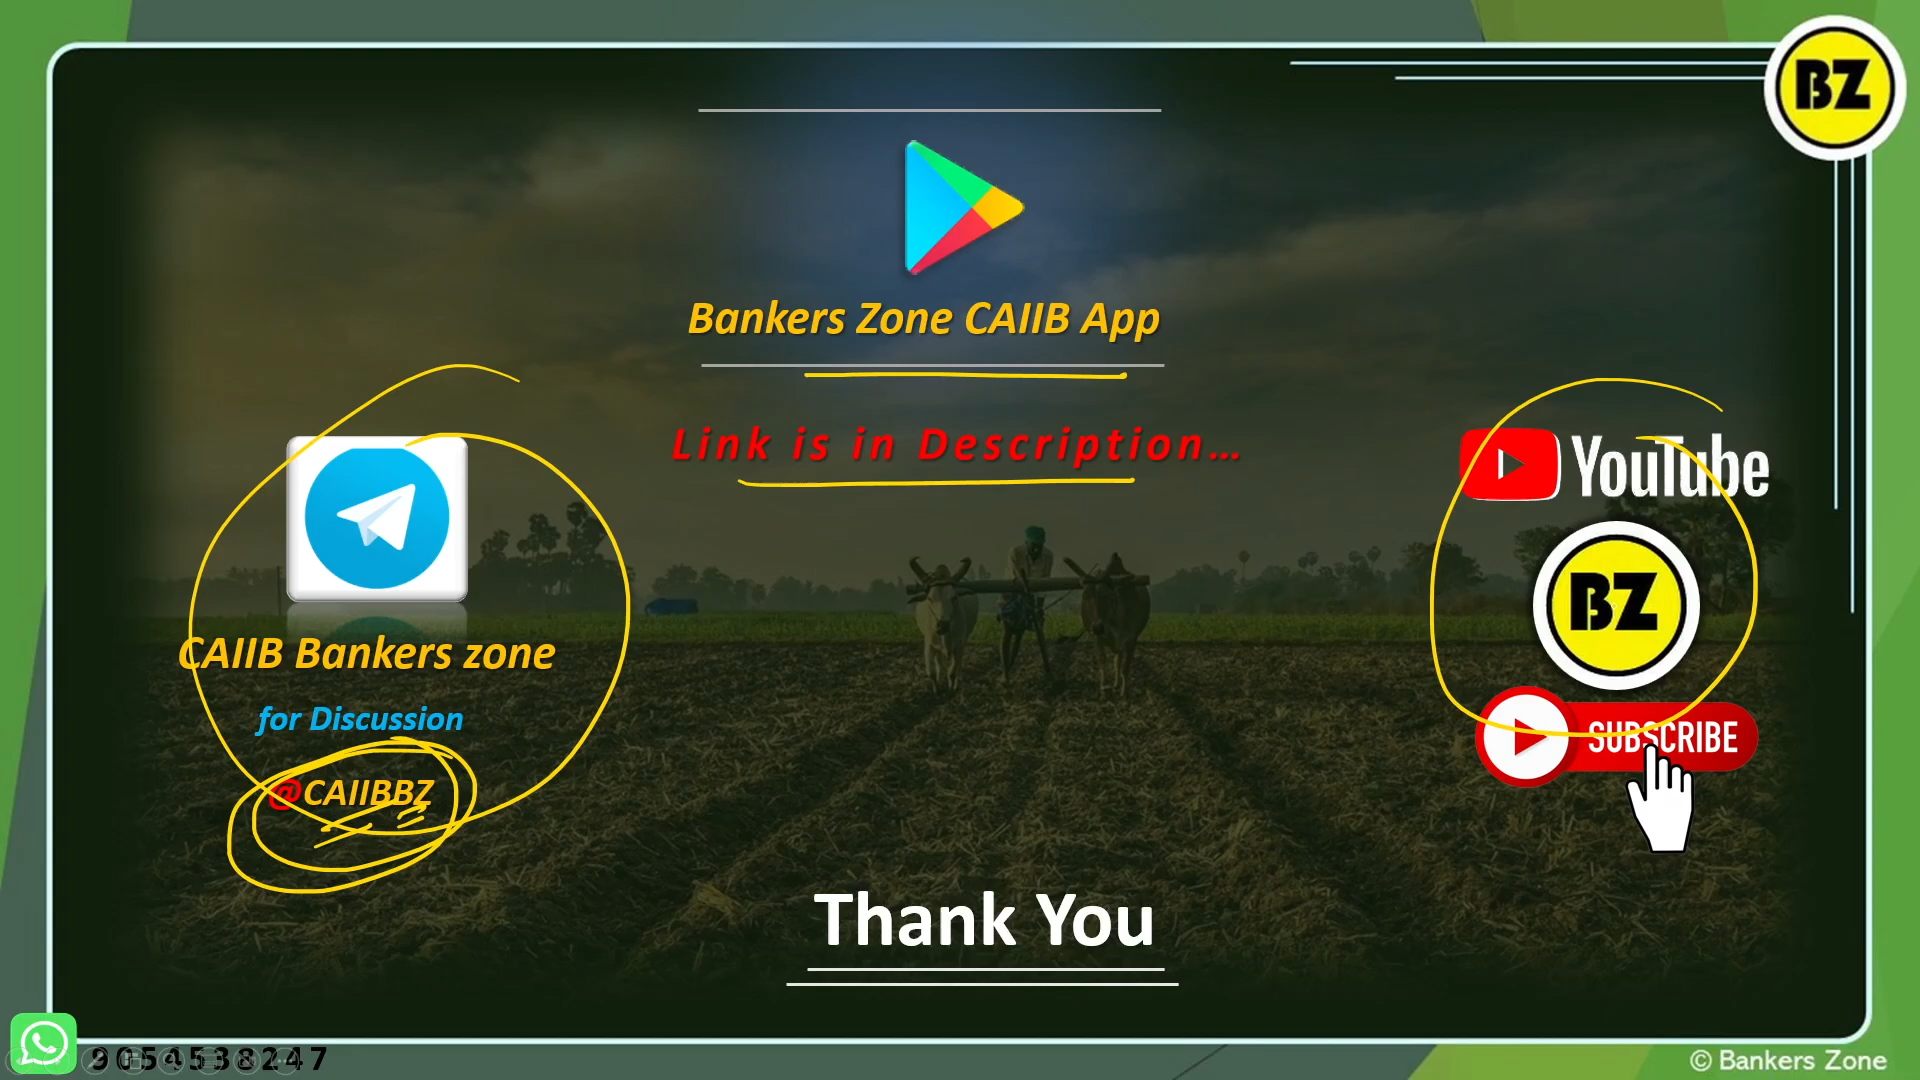 BZ
Bankers Zone CAIIB App
Link is in Description...
YouTube
BZ
CAIIB Bankers zone
for Discussion
SUBSCRIBE
@CAIIBBZ
Thank You
9054538247
© Bankers Zone